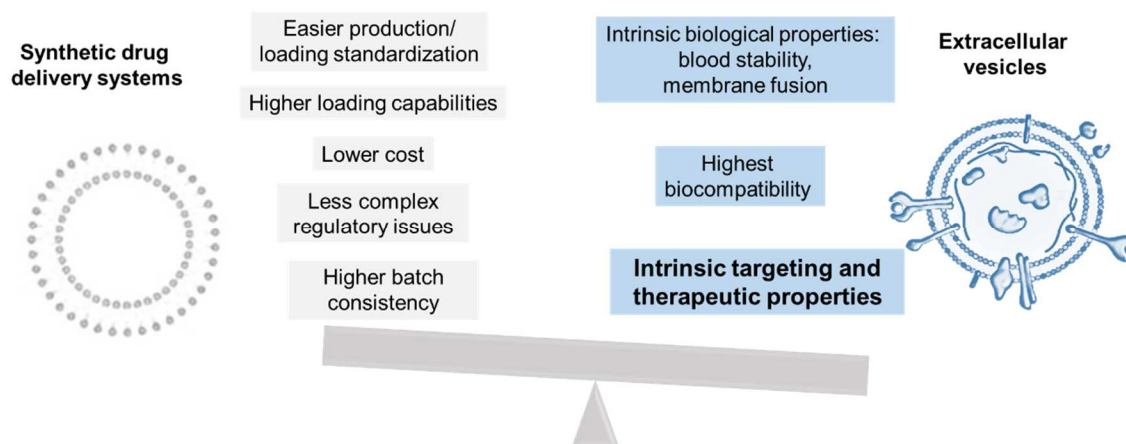 Synthetic drug
delivery systems
Easier production/
loading standardization
Higher loading capabilities
Lower cost
Less complex
regulatory issues
Higher batch
consistency
Intrinsic biological properties:
blood stability,
membrane fusion
Highest
biocompatibility
Intrinsic targeting and
therapeutic properties
Extracellular
vesicles